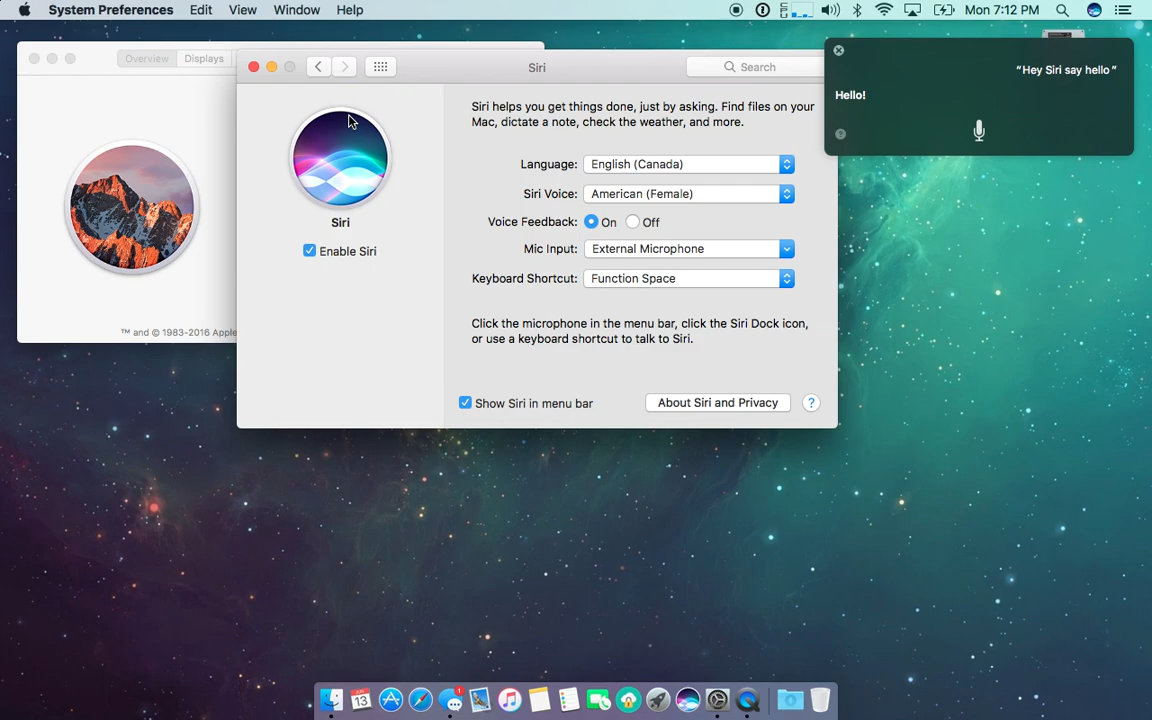 System Preferences Edit View Window Help
Mon 7:12 PM
Overview Displays
™ and © 1983-2016 Apple
Siri
Search
Siri
Enable Siri
Siri helps you get things done, just by asking. Find files on your
Mac, dictate a note, check the weather, and more.
Language: English (Canada)
Siri Voice: American (Female)
Voice Feedback: On Off
Mic Input: External Microphone
Keyboard Shortcut: Function Space
Click the microphone in the menu bar, click the Siri Dock icon,
or use a keyboard shortcut to talk to Siri.
Show Siri in menu bar
About Siri and Privacy
?
“Hey Siri say hello”
Hello!
?
JUN
13
1